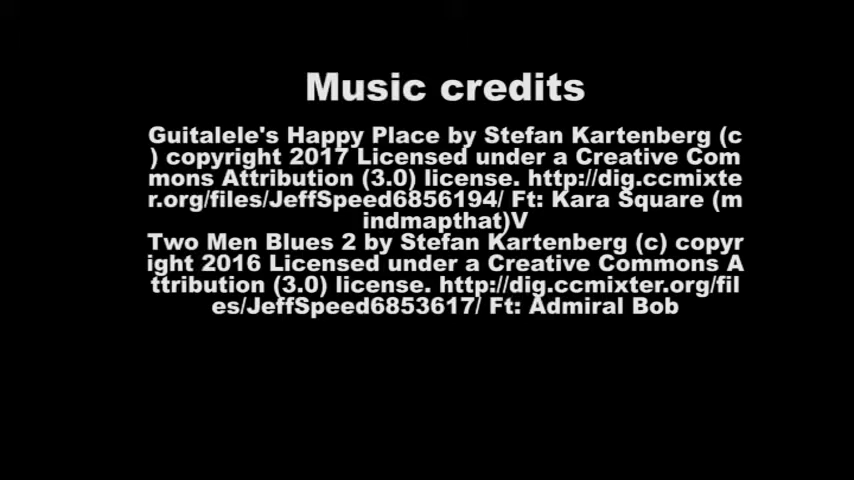 Music credits
Guitalele's Happy Place by Stefan Kartenberg (c
) copyright 2017 Licensed under a Creative Com
mons Attribution (3.0) license. http://dig.ccmixte
r.org/files/JeffSpeed6856194/ Ft: Kara Square (m
indmapthat)V
Two Men Blues 2 by Stefan Kartenberg (c) copyr
ight 2016 Licensed under a Creative Commons A
ttribution (3.0) license. http://dig.ccmixter.org/fil
es/JeffSpeed6853617/ Ft: Admiral Bob